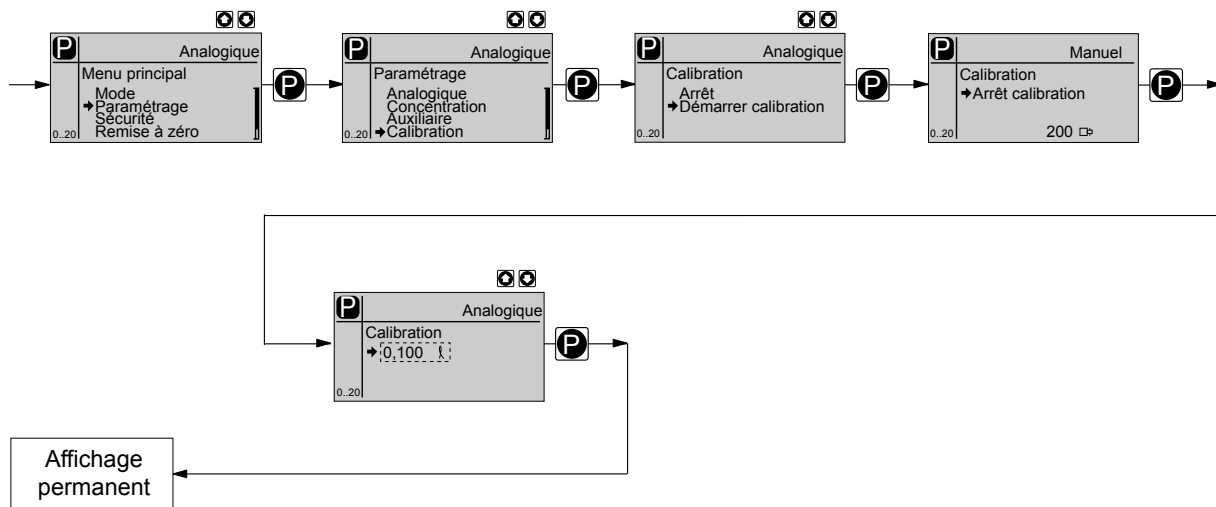 P
Analogique
Menu principal
Mode
Paramétrage
Sécurité
Remise à zéro
0..20
P
P
Analogique
Paramétrage
Analogique
Concentration
Auxiliaire
Calibration
0..20
P
P
Analogique
Calibration
Arrêt
Démarrer calibration
0..20
P
P
Manuel
Calibration
Arrêt calibration
200
0..20
P
P
Analogique
Calibration
0,100 ℓ
0..20
P
Affichage
permanent